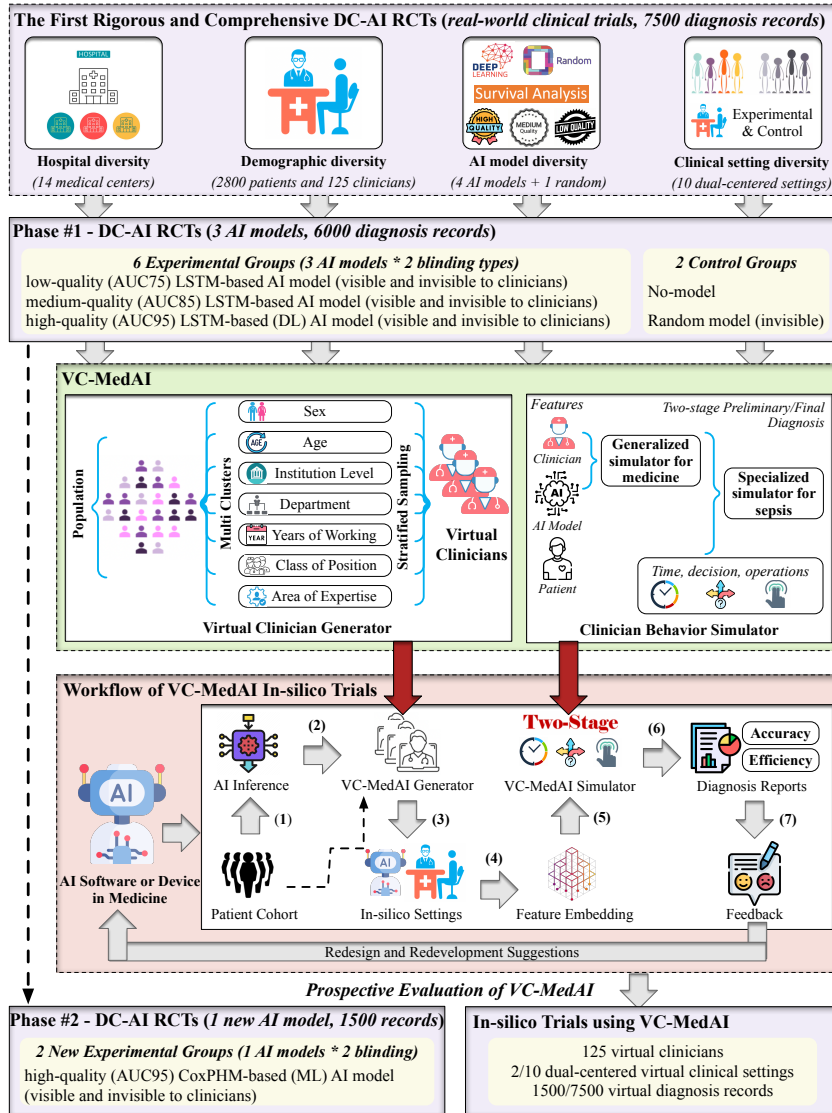 The First Rigorous and Comprehensive DC-AI RCTs (real-world clinical trials, 7500 diagnosis records)
HOSPITAL
DEEP LEARNING
Random
Survival Analysis
HIGH QUALITY
MEDIUM Quality
LOW QUALITY
Experimental
& Control
Hospital diversity
(14 medical centers)
Demographic diversity
(2800 patients and 125 clinicians)
AI model diversity
(4 AI models + 1 random)
Clinical setting diversity
(10 dual-centered settings)
Phase #1 - DC-AI RCTs (3 AI models, 6000 diagnosis records)
6 Experimental Groups (3 AI models * 2 blinding types)
low-quality (AUC75) LSTM-based AI model (visible and invisible to clinicians)
medium-quality (AUC85) LSTM-based AI model (visible and invisible to clinicians)
high-quality (AUC95) LSTM-based (DL) AI model (visible and invisible to clinicians)
2 Control Groups
No-model
Random model (invisible)
VC-MedAI
Population
Multi Clusters
Sex
AGE
Age
Institution Level
Department
YEAR
Years of Working
Class of Position
Area of Expertise
Stratified Sampling
Virtual
Clinicians
Virtual Clinician Generator
Features
Clinician
AI
AI Model
Patient
Two-stage Preliminary/Final
Diagnosis
Generalized
simulator for
medicine
Specialized
simulator for
sepsis
Time, decision, operations
?
Clinician Behavior Simulator
Workflow of VC-MedAI In-silico Trials
AI
AI Software or Device
in Medicine
AI Inference
(1)
Patient Cohort
(2)
VC-MedAI Generator
(3)
AI
In-silico Settings
(4)
Two-Stage
?
VC-MedAI Simulator
(5)
Feature Embedding
(6)
Accuracy
Efficiency
Diagnosis Reports
(7)
Feedback
Redesign and Redevelopment Suggestions
Prospective Evaluation of VC-MedAI
Phase #2 - DC-AI RCTs (1 new AI model, 1500 records)
2 New Experimental Groups (1 AI models * 2 blinding)
high-quality (AUC95) CoxPHM-based (ML) AI model
(visible and invisible to clinicians)
In-silico Trials using VC-MedAI
125 virtual clinicians
2/10 dual-centered virtual clinical settings
1500/7500 virtual diagnosis records